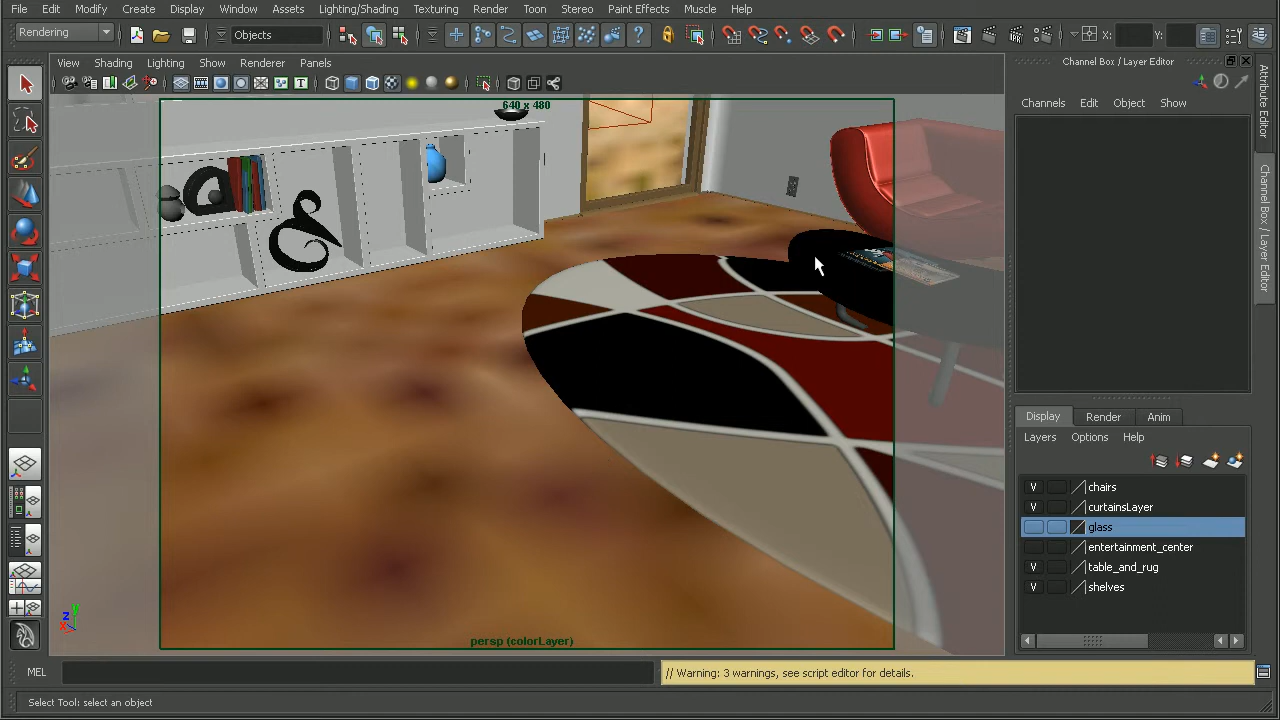 File Edit Modify Create Display Window Assets Lighting/Shading Texturing Render Toon Stereo Paint Effects Muscle Help
Rendering Objects X: Y:
View Shading Lighting Show Renderer Panels
Channel Box / Layer Editor
Channels Edit Object Show
640 x 480
Attribute Editor
Channel Box / Layer Editor
Display Render Anim
Layers Options Help
V chairs
V curtainsLayer
glass
entertainment_center
V table_and_rug
V shelves
y
z
x
persp (colorLayer)
MEL // Warning: 3 warnings, see script editor for details.
Select Tool: select an object